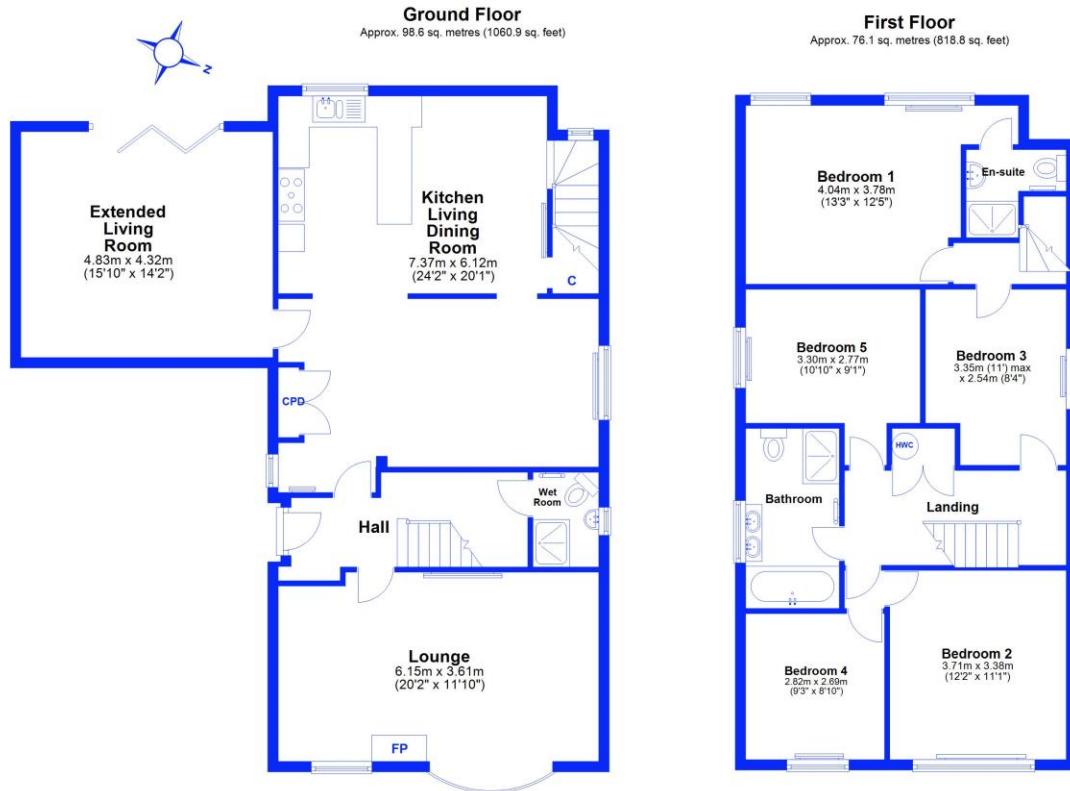 Ground Floor
Approx. 98.6 sq. metres (1060.9 sq. feet)
N
Extended
Living
Room
4.83m x 4.32m
(15'10" x 14'2")
Kitchen
Living
Dining
Room
7.37m x 6.12m
(24'2" x 20'1")
C
CPD
Wet
Room
Hall
Lounge
6.15m x 3.61m
(20'2" x 11'10")
FP
First Floor
Approx. 76.1 sq. metres (818.8 sq. feet)
Bedroom 1
4.04m x 3.78m
(13'3" x 12'5")
En-suite
Bedroom 5
3.30m x 2.77m
(10'10" x 9'1")
Bedroom 3
3.35m (11') max
x 2.54m (8'4")
HWC
Bathroom
Landing
Bedroom 4
2.82m x 2.69m
(9'3" x 8'10")
Bedroom 2
3.71m x 3.38m
(12'2" x 11'1")